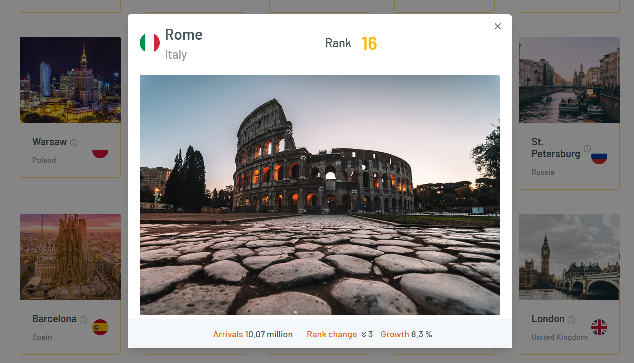 Rome
Italy
Rank 16
Warsaw
Poland
St.
Petersburg
Russia
Barcelona
Spain
London
United Kingdom
Arrivals 10,07 million Rank change 3 Growth 8,3 %